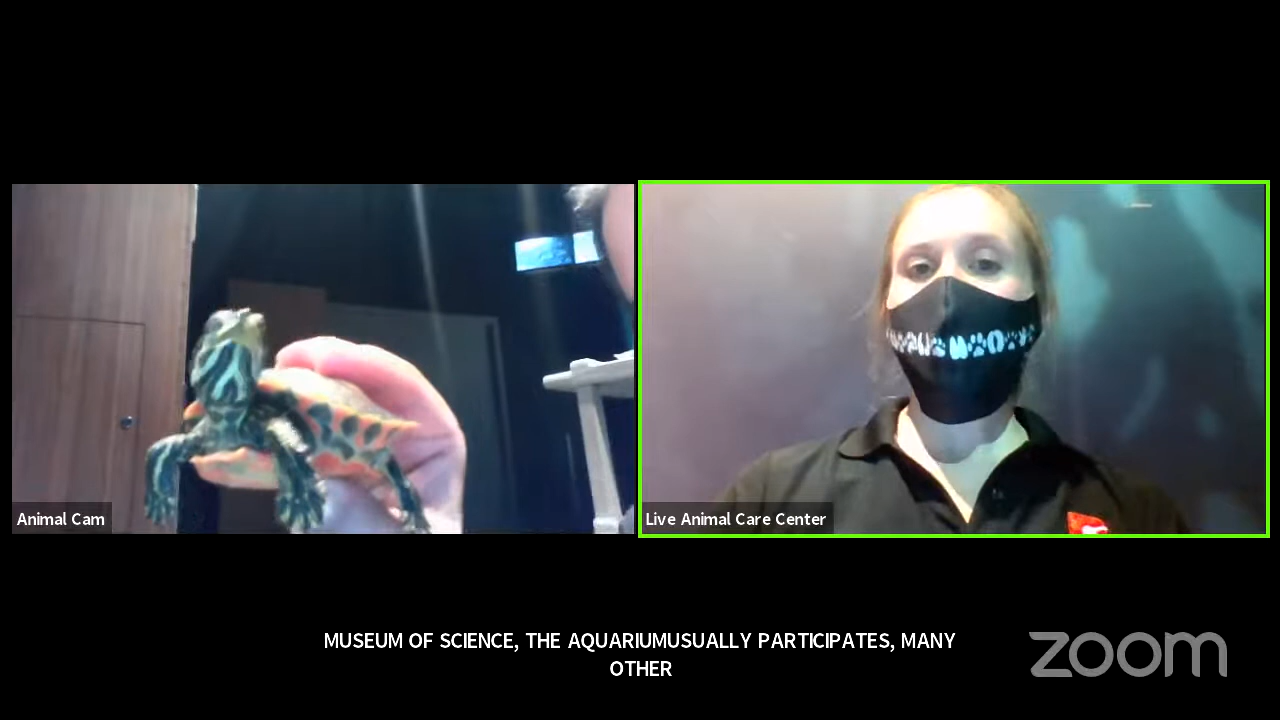 Animal Cam
Live Animal Care Center
MUSEUM OF SCIENCE, THE AQUARIUMUSUALLY PARTICIPATES, MANY
OTHER
zoom